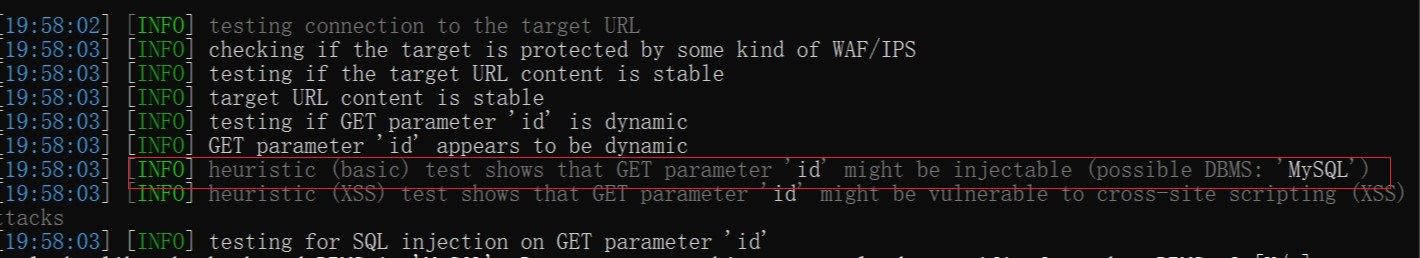 [19:58:02] [INFO] testing connection to the target URL
[19:58:03] [INFO] checking if the target is protected by some kind of WAF/IPS
[19:58:03] [INFO] testing if the target URL content is stable
[19:58:03] [INFO] target URL content is stable
[19:58:03] [INFO] testing if GET parameter 'id' is dynamic
[19:58:03] [INFO] GET parameter 'id' appears to be dynamic
[19:58:03] [INFO] heuristic (basic) test shows that GET parameter 'id' might be injectable (possible DBMS: 'MySQL')
[19:58:03] [INFO] heuristic (XSS) test shows that GET parameter 'id' might be vulnerable to cross-site scripting (XSS)
ttacks
[19:58:03] [INFO] testing for SQL injection on GET parameter 'id'